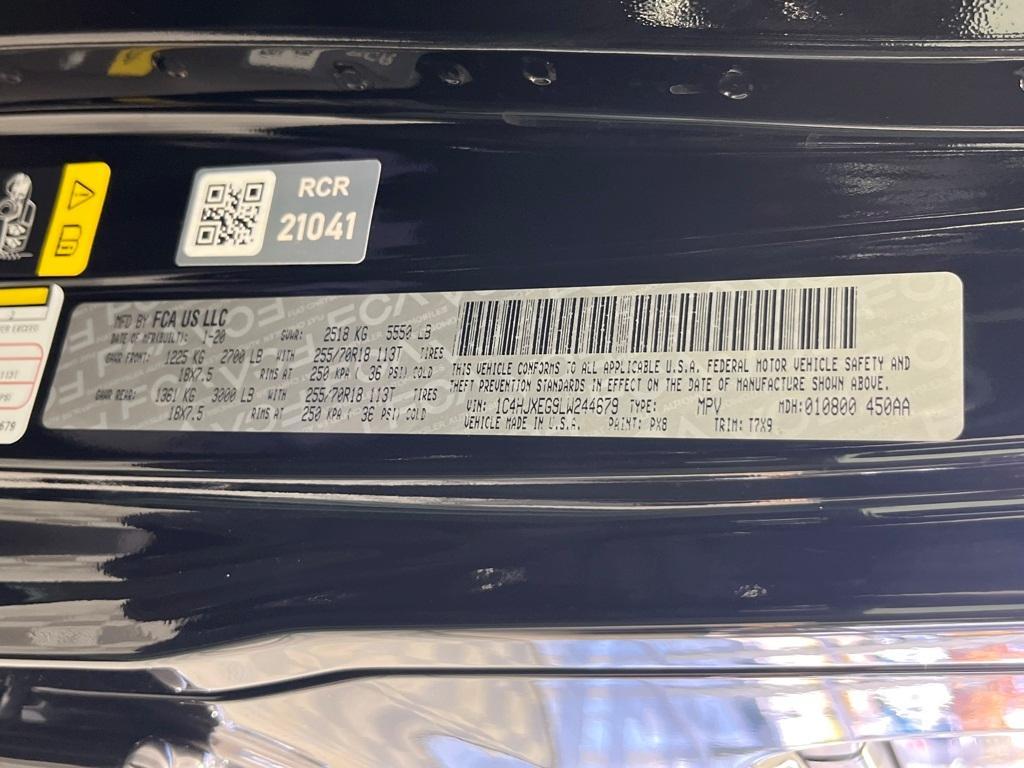 RCR
21041
MFD BY FCA US LLC
DATE OF MFR(BUILT): 1-20 GVWR: 2518 KG 5550 LB
GAWR FRONT: 1225 KG 2700 LB WITH 255/70R18 113T TIRES
18X7.5 RIMS AT 250 KPA ( 36 PSI) COLD
GAWR REAR: 1361 KG 3000 LB WITH 255/70R18 113T TIRES
18X7.5 RIMS AT 250 KPA ( 36 PSI) COLD
THIS VEHICLE CONFORMS TO ALL APPLICABLE U.S.A. FEDERAL MOTOR VEHICLE SAFETY AND
THEFT PREVENTION STANDARDS IN EFFECT ON THE DATE OF MANUFACTURE SHOWN ABOVE.
VIN: 1C4HJXEG9LW244679 TYPE: MPV MDH:010800 450AA
VEHICLE MADE IN U.S.A. PAINT: PX8 TRIM: T7X9